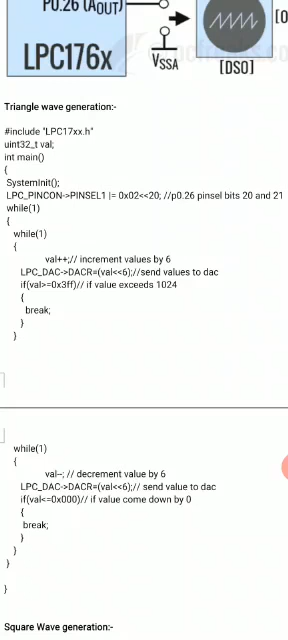 P0.26 (AOUT)
LPC176x
VSSA
[DSO]
Triangle wave generation:-
#include "LPC17xx.h"
uint32_t val;
int main()
{
SystemInit();
LPC_PINCON->PINSEL1 |= 0x02<<20; //p0.26 pinsel bits 20 and 21
while(1)
{
while(1)
{
val++;// increment values by 6
LPC_DAC->DACR=(val<<6);//send values to dac
if(val>=0x3ff)// if value exceeds 1024
{
break;
}
}
while(1)
{
val--; // decrement value by 6
LPC_DAC->DACR=(val<<6);// send value to dac
if(val<=0x000)// if value come down by 0
{
break;
}
}
}
}
Square Wave generation:-